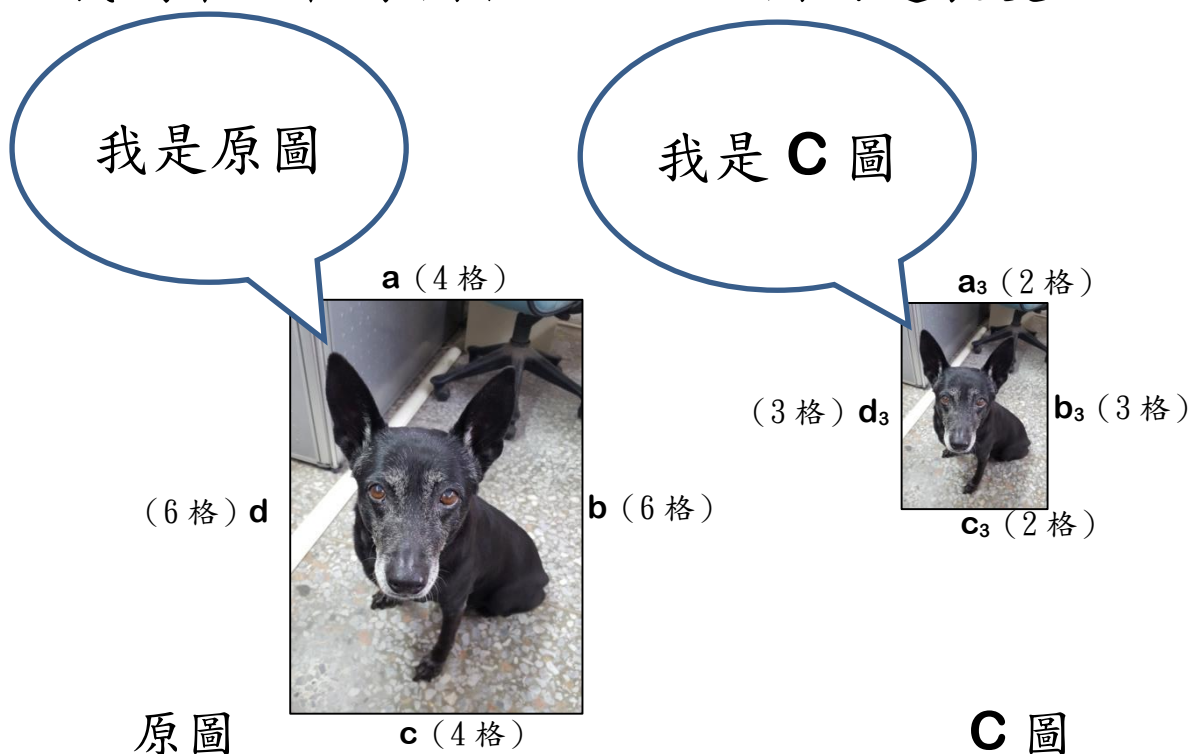 我是原圖
我是 C 圖
a（4 格）
a₃（2 格）
（3 格）d₃
b₃（3 格）
（6 格）d
b（6 格）
c₃（2 格）
原圖
c（4 格）
C 圖